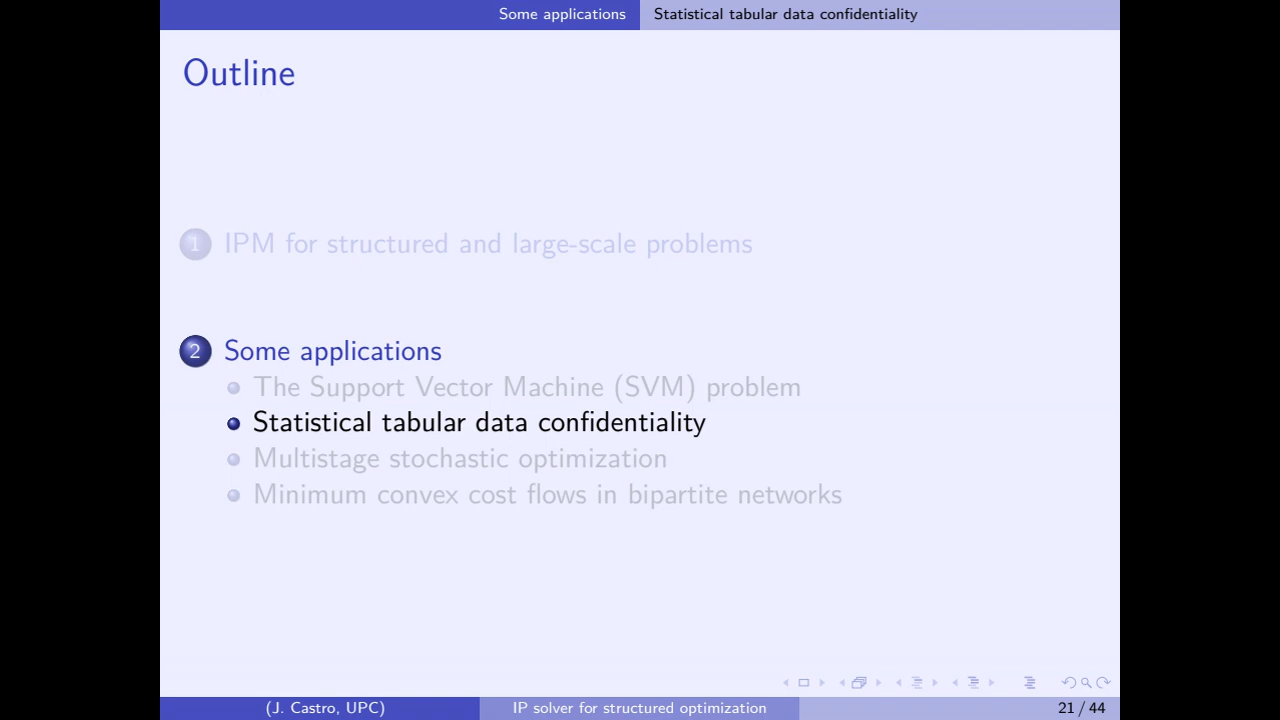 Some applications Statistical tabular data confidentiality
Outline
1 IPM for structured and large-scale problems
2 Some applications
The Support Vector Machine (SVM) problem
Statistical tabular data confidentiality
Multistage stochastic optimization
Minimum convex cost flows in bipartite networks
(J. Castro, UPC) IP solver for structured optimization 21 / 44